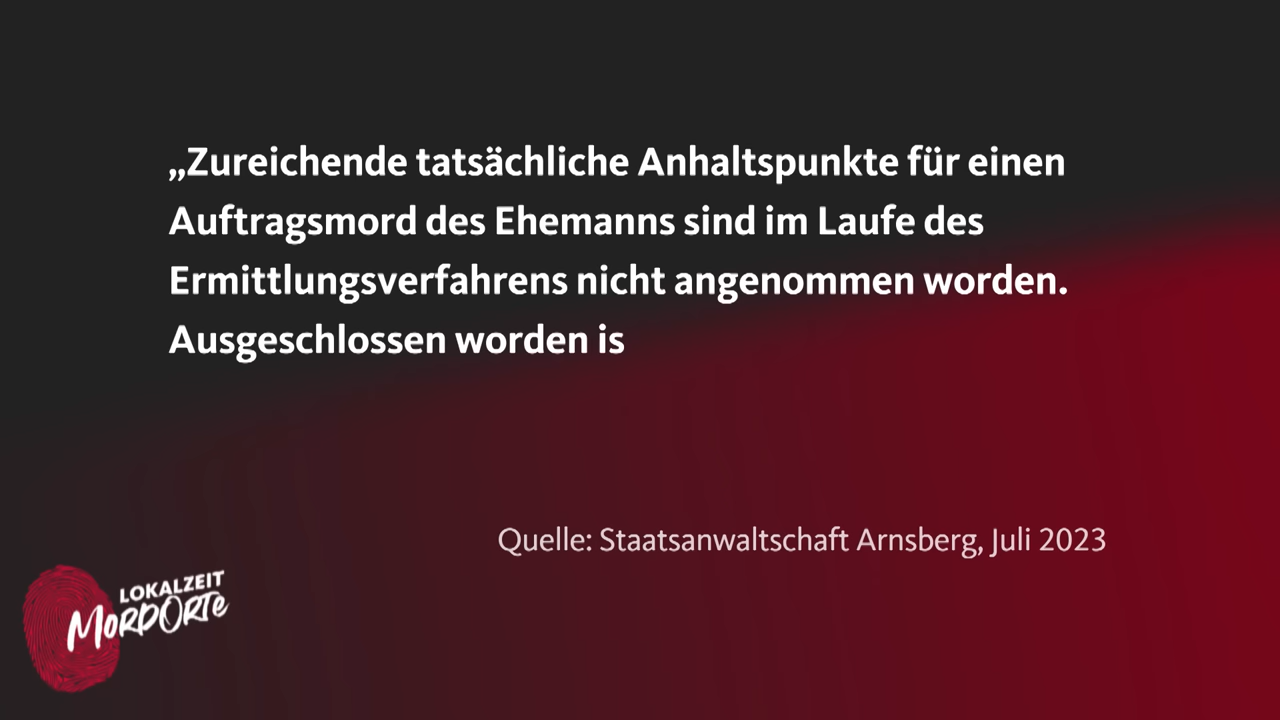 „Zureichende tatsächliche Anhaltspunkte für einen
Auftragsmord des Ehemanns sind im Laufe des
Ermittlungsverfahrens nicht angenommen worden.
Ausgeschlossen worden is
Quelle: Staatsanwaltschaft Arnsberg, Juli 2023
LOKALZEIT
MORDORTe